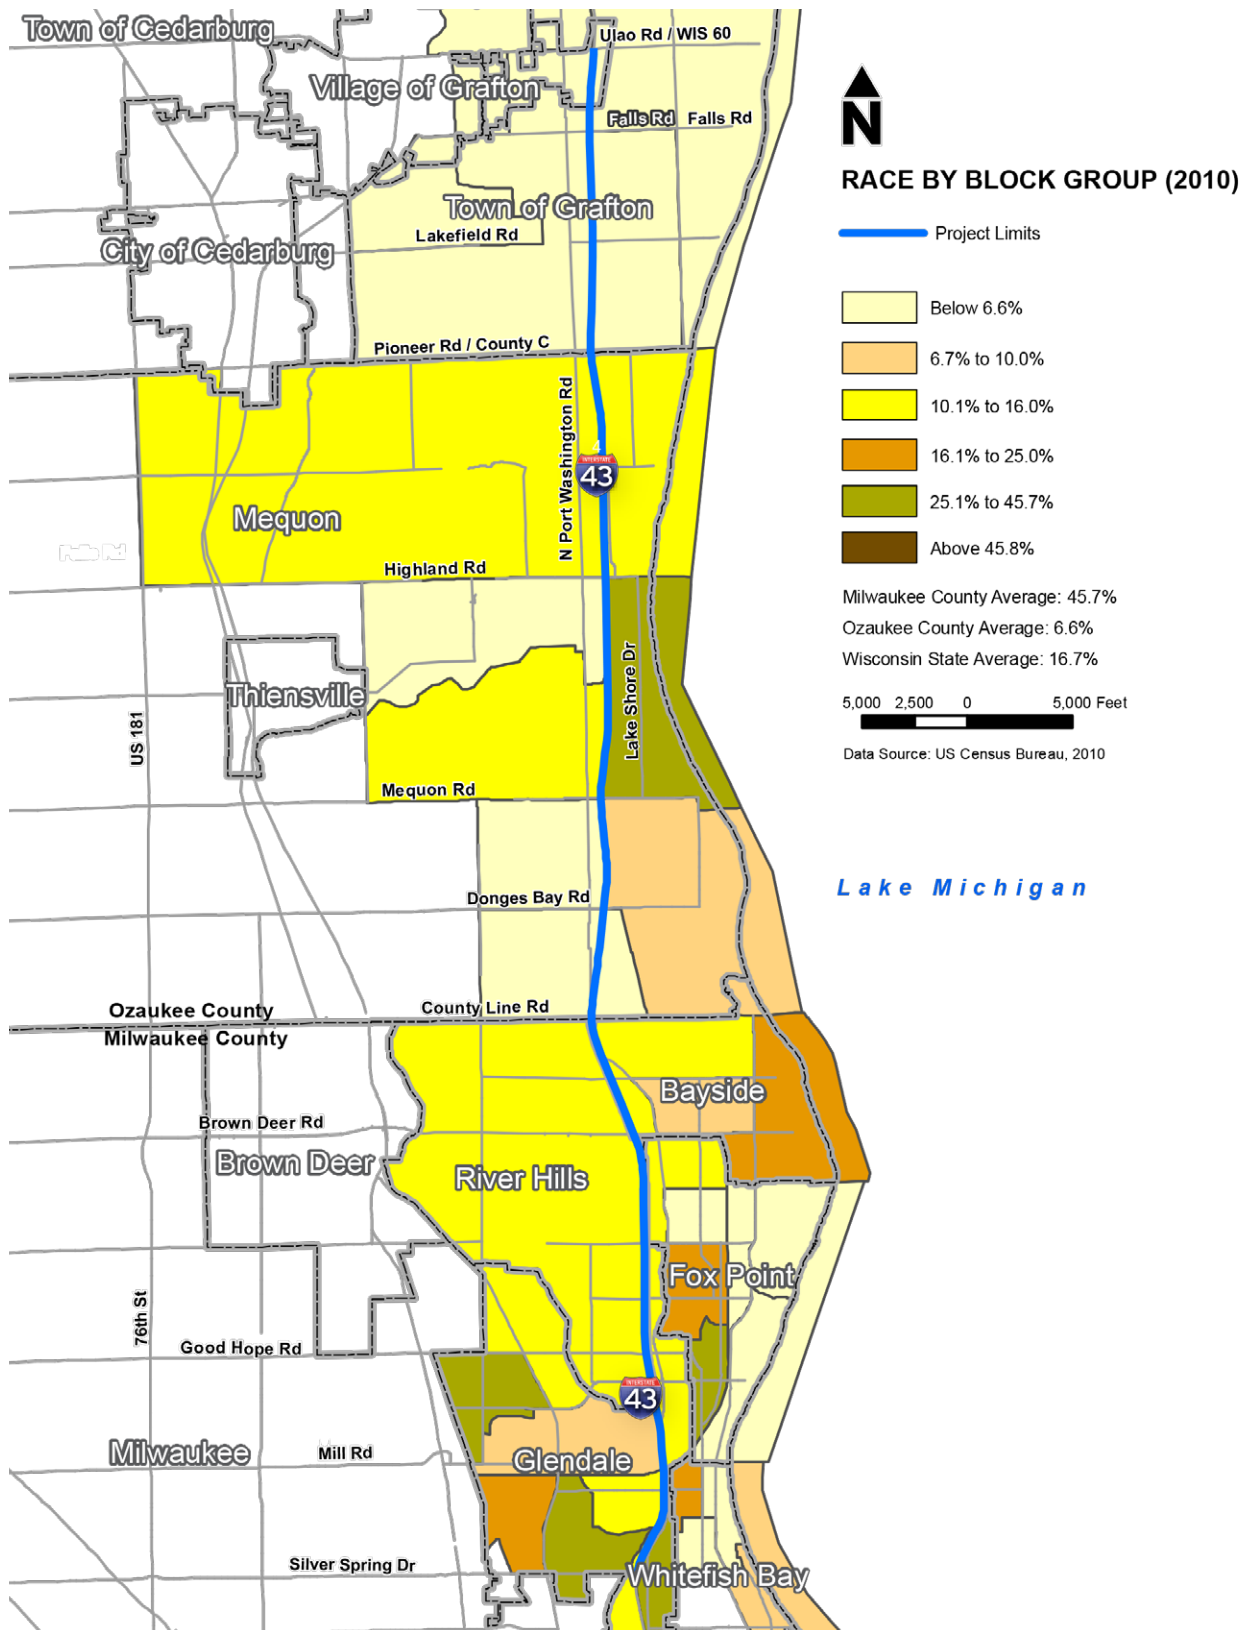 Town of Cedarburg
Ulao Rd / WIS 60
Village of Grafton
Falls Rd Falls Rd
Town of Grafton
Lakefield Rd
City of Cedarburg
Pioneer Rd / County C
N Port Washington Rd
INTERSTATE
43
Mequon
Highland Rd
Thiensville
Lake Shore Dr
US 181
Mequon Rd
Donges Bay Rd
County Line Rd
Ozaukee County
Milwaukee County
Bayside
Brown Deer Rd
Brown Deer
River Hills
Fox Point
76th St
Good Hope Rd
INTERSTATE
43
Milwaukee
Mill Rd
Glendale
Silver Spring Dr
Whitefish Bay
N
RACE BY BLOCK GROUP (2010)
Project Limits
Below 6.6%
6.7% to 10.0%
10.1% to 16.0%
16.1% to 25.0%
25.1% to 45.7%
Above 45.8%
Milwaukee County Average: 45.7%
Ozaukee County Average: 6.6%
Wisconsin State Average: 16.7%
5,000 2,500 0 5,000 Feet
Data Source: US Census Bureau, 2010
Lake Michigan